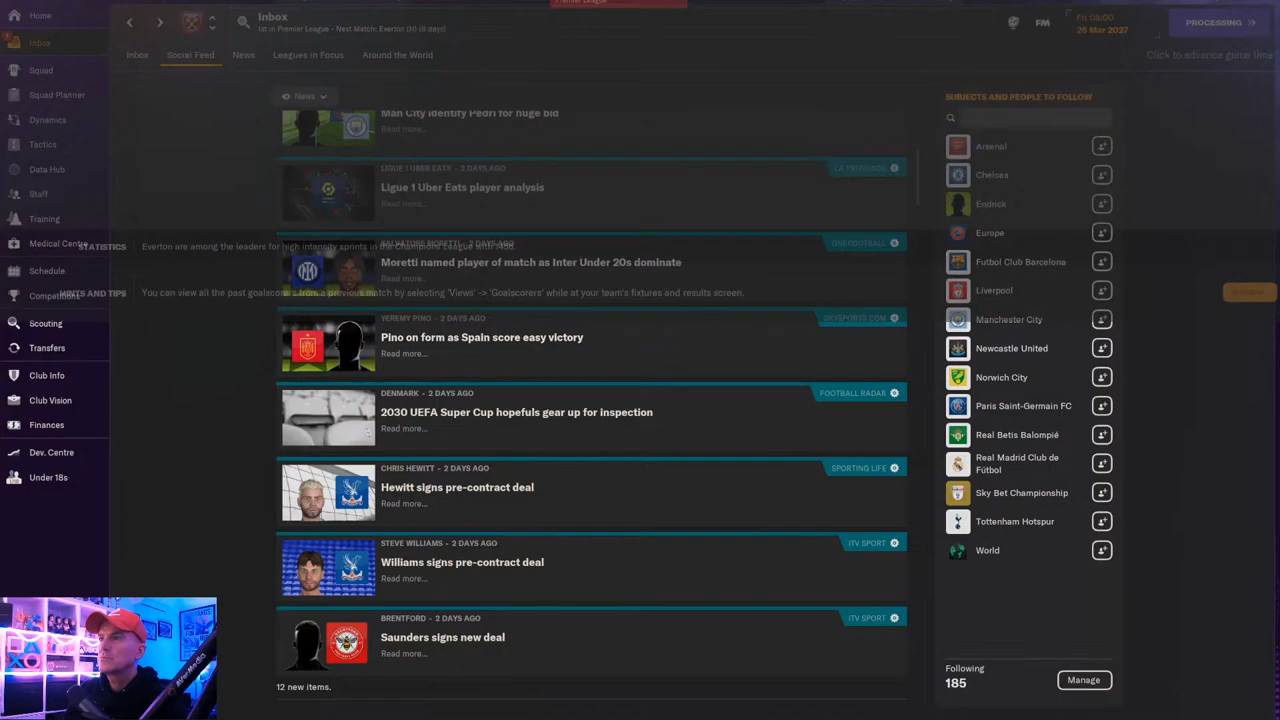 Premier League
Home
Inbox
Squad
Squad Planner
Dynamics
Tactics
Data Hub
Staff
Training
Medical Centre
Schedule
Competitions
Scouting
Transfers
Club Info
Club Vision
Finances
Dev. Centre
Under 18s
Inbox
1st in Premier League - Next Match: Everton (H) (8 days)
FM
Fri 05:00
26 Mar 2027
PROCESSING
Click to advance game time
Inbox
Social Feed
News
Leagues in Focus
Around the World
News
Man City identify Pedri for huge bid
Read more...
LIGUE 1 UBER EATS - 2 DAYS AGO
LA PROVENCE
Ligue 1 Uber Eats player analysis
Read more...
STATISTICS
Everton are among the leaders for high intensity sprints in the Champions League with 1456.
SALVATORE MORETTI - 2 DAYS AGO
ONEFOOTBALL
Moretti named player of match as Inter Under 20s dominate
Read more...
HINTS AND TIPS
You can view all the past goalscorers from a previous match by selecting 'Views' -> 'Goalscorers' while at your team's fixtures and results screen.
YEREMY PINO - 2 DAYS AGO
SKYSPORTS.COM
Pino on form as Spain score easy victory
Read more...
DENMARK - 2 DAYS AGO
FOOTBALL RADAR
2030 UEFA Super Cup hopefuls gear up for inspection
Read more...
CHRIS HEWITT - 2 DAYS AGO
SPORTING LIFE
Hewitt signs pre-contract deal
Read more...
STEVE WILLIAMS - 2 DAYS AGO
ITV SPORT
Williams signs pre-contract deal
Read more...
BRENTFORD - 2 DAYS AGO
ITV SPORT
Saunders signs new deal
Read more...
12 new items.
SUBJECTS AND PEOPLE TO FOLLOW
Arsenal
Chelsea
Endrick
Europe
Futbol Club Barcelona
Liverpool
Manchester City
Newcastle United
Norwich City
Paris Saint-Germain FC
Real Betis Balompié
Real Madrid Club de
Fútbol
Sky Bet Championship
Tottenham Hotspur
World
Following
185
Manage
AVerMedia